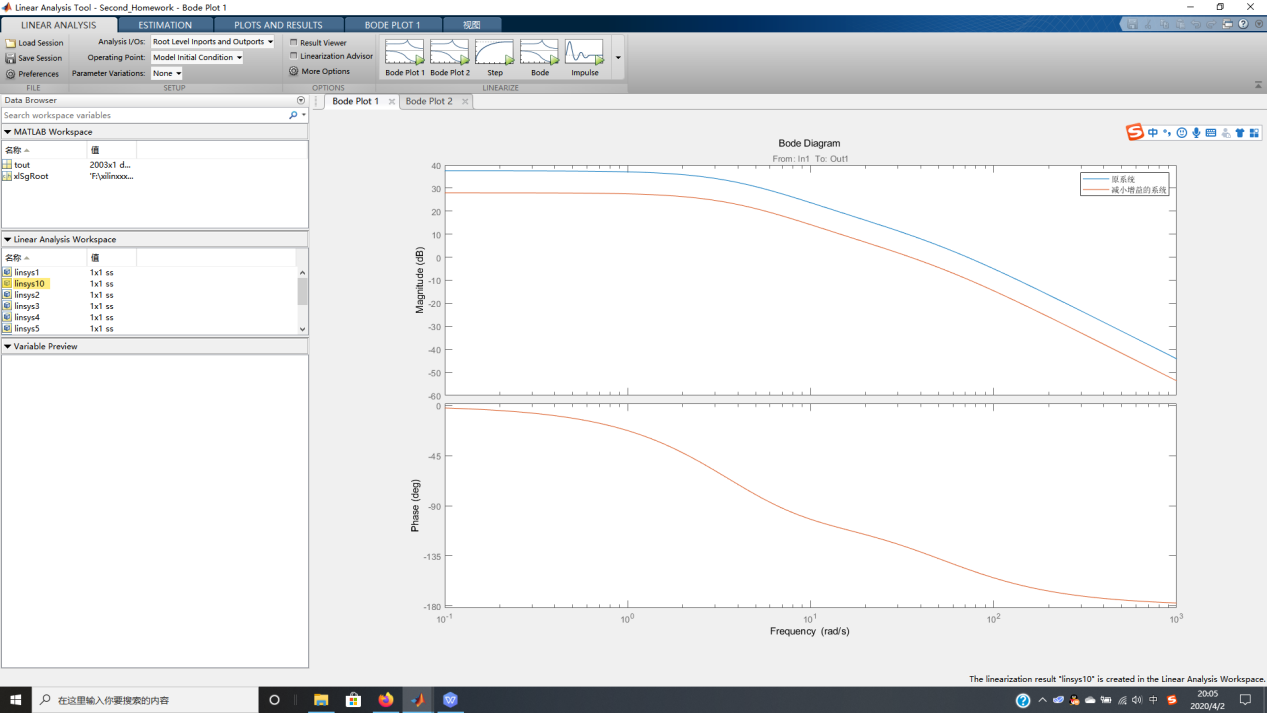 Linear Analysis Tool - Second_Homework - Bode Plot 1
LINEAR ANALYSIS ESTIMATION PLOTS AND RESULTS BODE PLOT 1 视图
Load Session
Save Session
Preferences
FILE
Analysis I/Os: Root Level Inports and Outports
Operating Point: Model Initial Condition
Parameter Variations: None
SETUP
Result Viewer
Linearization Advisor
More Options
OPTIONS
Bode Plot 1 Bode Plot 2 Step Bode Impulse
LINEARIZE
Data Browser
Search workspace variables
MATLAB Workspace
名称 值
tout 2003x1 d...
xlSgRoot 'F:\xilinxxx...
Linear Analysis Workspace
名称 值
linsys1 1x1 ss
linsys10 1x1 ss
linsys2 1x1 ss
linsys3 1x1 ss
linsys4 1x1 ss
linsys5 1x1 ss
Variable Preview
Bode Plot 1 Bode Plot 2
中
Bode Diagram
From: In1 To: Out1
原系统
减小增益的系统
Magnitude (dB)
40
30
20
10
0
-10
-20
-30
-40
-50
-60
Phase (deg)
0
-45
-90
-135
-180
10^-1 10^0 10^1 10^2 10^3
Frequency (rad/s)
The linearization result "linsys10" is created in the Linear Analysis Workspace.
在这里输入你要搜索的内容
中
20:05
2020/4/2